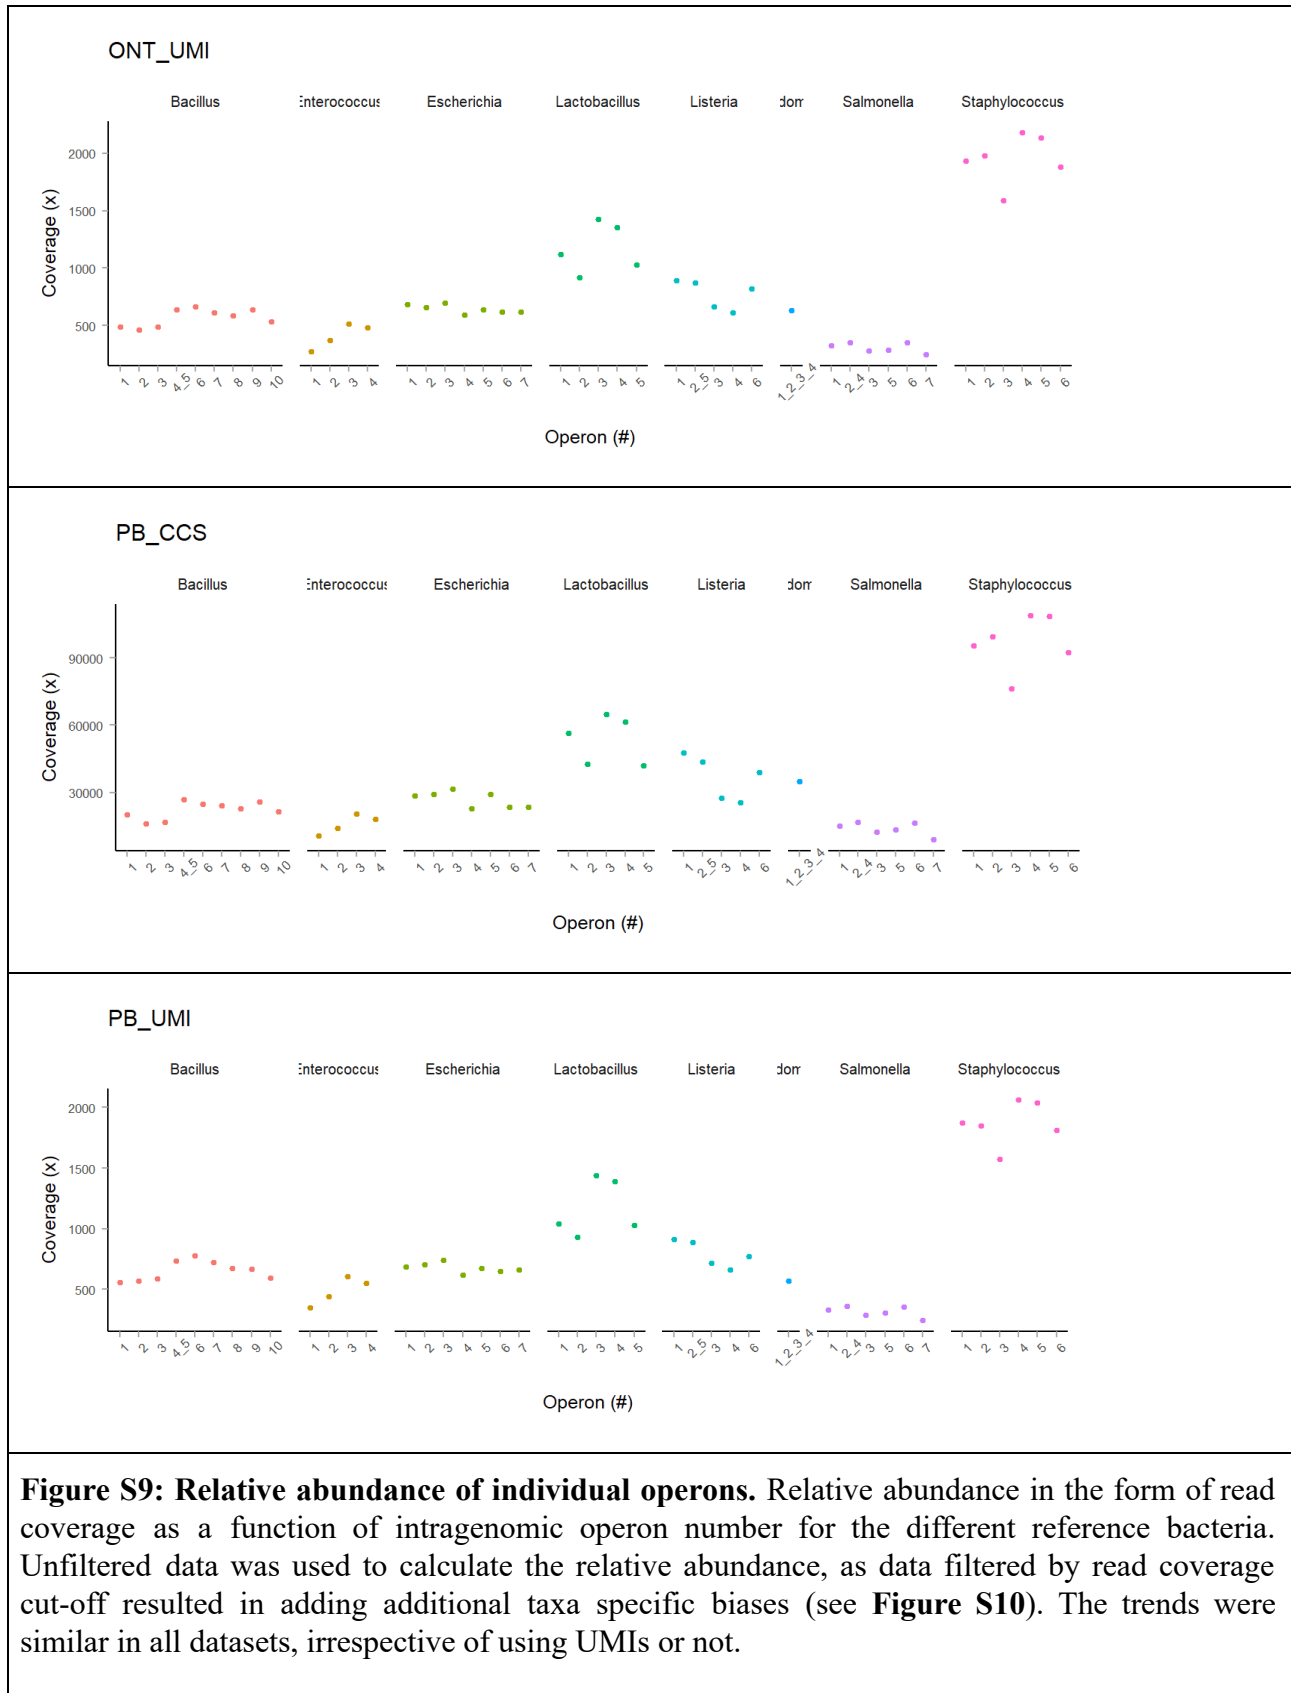 ONT_UMI
Bacillus Enterococcus Escherichia Lactobacillus Listeria dom Salmonella Staphylococcus
Coverage (x)
2000
1500
1000
500
1 2 3 4_5 6 7 8 9 10 1 2 3 4 1 2 3 4 5 6 7 1 2 3 4 5 1 2_5 3 4 6 1_2_3_4 1 2_4 3 5 6 7 1 2 3 4 5 6
Operon (#)
PB_CCS
Bacillus Enterococcus Escherichia Lactobacillus Listeria dom Salmonella Staphylococcus
Coverage (x)
90000
60000
30000
1 2 3 4_5 6 7 8 9 10 1 2 3 4 1 2 3 4 5 6 7 1 2 3 4 5 1 2_5 3 4 6 1_2_3_4 1 2_4 3 5 6 7 1 2 3 4 5 6
Operon (#)
PB_UMI
Bacillus Enterococcus Escherichia Lactobacillus Listeria dom Salmonella Staphylococcus
Coverage (x)
2000
1500
1000
500
1 2 3 4_5 6 7 8 9 10 1 2 3 4 1 2 3 4 5 6 7 1 2 3 4 5 1 2_5 3 4 6 1_2_3_4 1 2_4 3 5 6 7 1 2 3 4 5 6
Operon (#)
Figure S9: Relative abundance of individual operons. Relative abundance in the form of read
coverage as a function of intragenomic operon number for the different reference bacteria.
Unfiltered data was used to calculate the relative abundance, as data filtered by read coverage
cut-off resulted in adding additional taxa specific biases (see Figure S10). The trends were
similar in all datasets, irrespective of using UMIs or not.